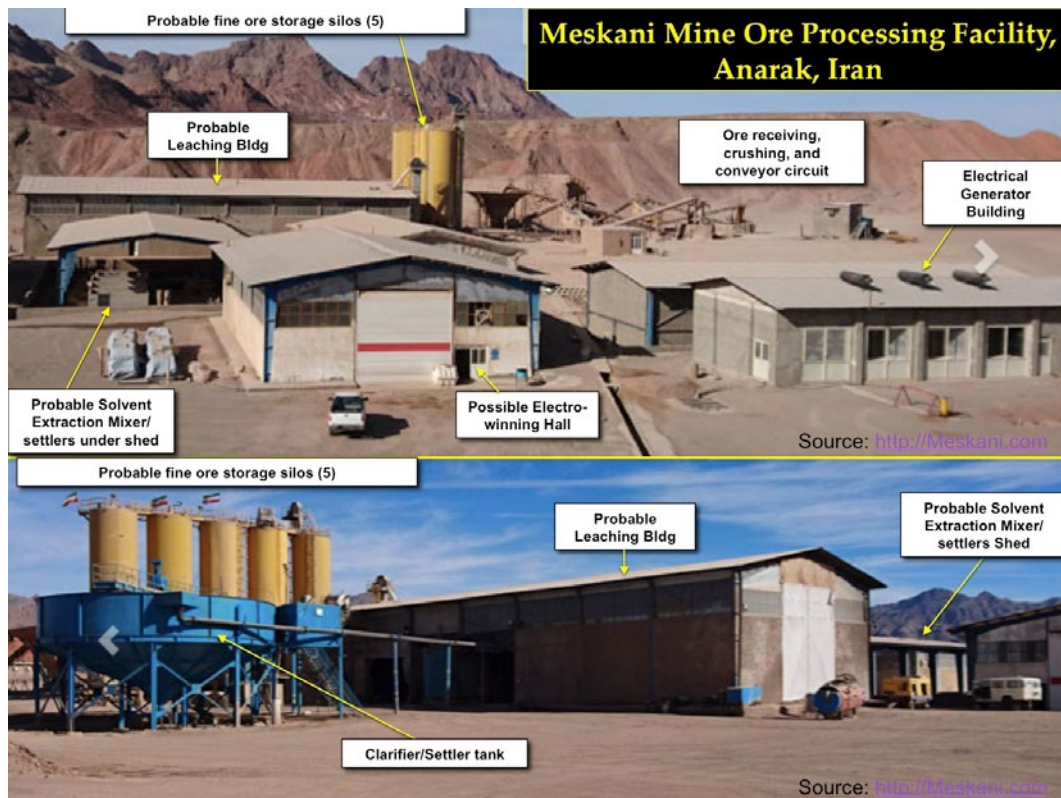 Probable fine ore storage silos (5)
Meskani Mine Ore Processing Facility,
Anarak, Iran
Probable
Leaching Bldg
Ore receiving,
crushing, and
conveyor circuit
Electrical
Generator
Building
Probable Solvent
Extraction Mixer/
settlers under shed
Possible Electro-
winning Hall
Source: http://Meskani.com
Probable fine ore storage silos (5)
Probable
Leaching Bldg
Probable Solvent
Extraction Mixer/
settlers Shed
Clarifier/Settler tank
Source: http://Meskani.com